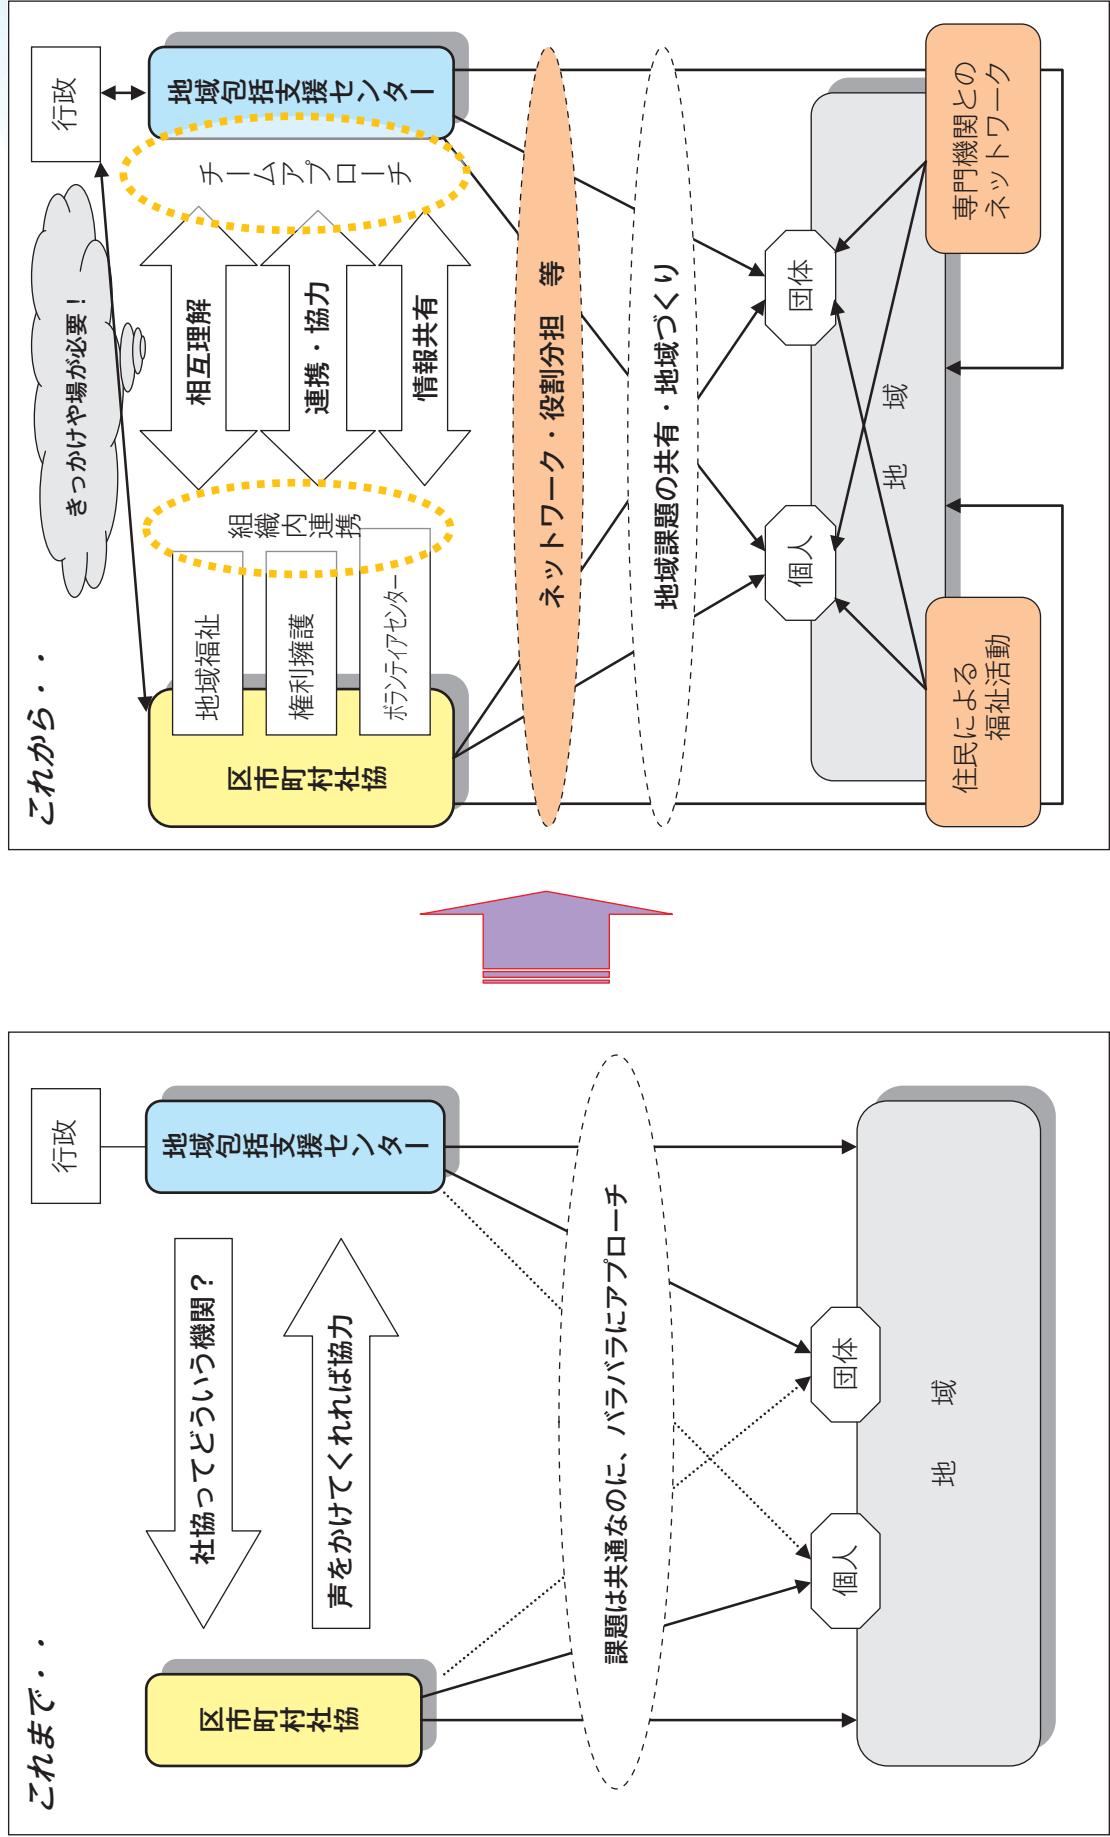 これまで・・
行政
区市町村社協
地域包括支援センター
社協ってどういう機関？
声をかけてくれれば協力
課題は共通なのに、バラバラにアプローチ
個人
団体
地　域
これから・・
きっかけや場が必要！
行政
区市町村社協
地域福祉
権利擁護
ボランティアセンター
組織内連携
相互理解
連携・協力
情報共有
チームアプローチ
地域包括支援センター
ネットワーク・役割分担　等
地域課題の共有・地域づくり
個人
団体
地　域
住民による
福祉活動
専門機関との
ネットワーク